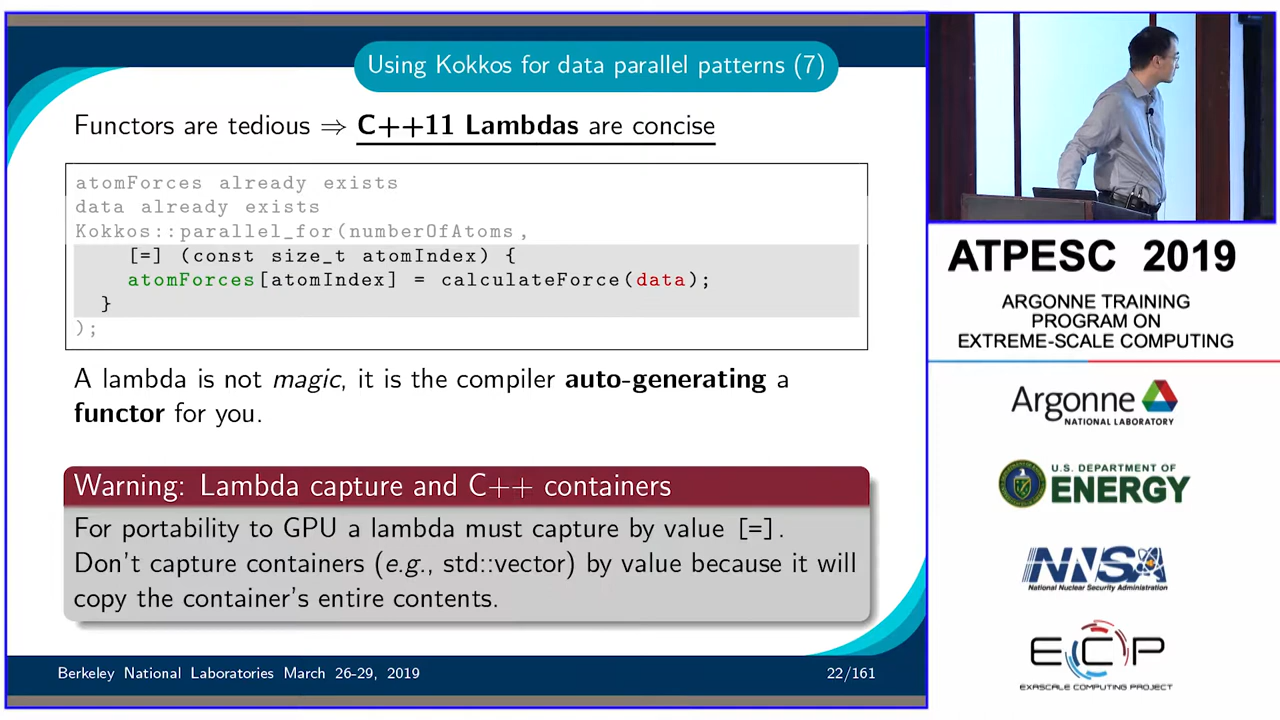 Using Kokkos for data parallel patterns (7)
Functors are tedious ⇒ C++11 Lambdas are concise
atomForces already exists
data already exists
Kokkos::parallel_for(numberOfAtoms,
[=] (const size_t atomIndex) {
atomForces[atomIndex] = calculateForce(data);
}
);
A lambda is not magic, it is the compiler auto-generating a
functor for you.
Warning: Lambda capture and C++ containers
For portability to GPU a lambda must capture by value [=].
Don't capture containers (e.g., std::vector) by value because it will
copy the container's entire contents.
Berkeley National Laboratories March 26-29, 2019
22/161
ATPESC 2019
ARGONNE TRAINING
PROGRAM ON
EXTREME-SCALE COMPUTING
Argonne
NATIONAL LABORATORY
U.S. DEPARTMENT OF
ENERGY
NNSA
National Nuclear Security Administration
ECP
EXASCALE COMPUTING PROJECT